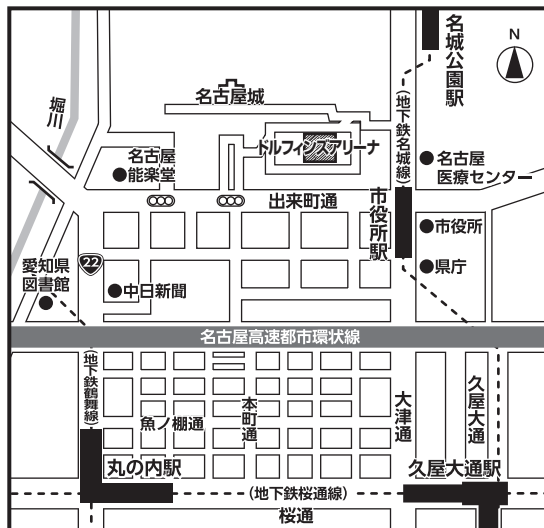 名城公園駅
N
(地下鉄名城線)
堀川
名古屋城
ドルフィンズアリーナ
名古屋
能楽堂
名古屋
医療センター
出来町通
市役所駅
市役所
県庁
愛知県
図書館
22
中日新聞
名古屋高速都市環状線
(地下鉄鶴舞線)
魚ノ棚通
本町通
大津通
久屋大通
丸の内駅
久屋大通駅
(地下鉄桜通線)
桜通